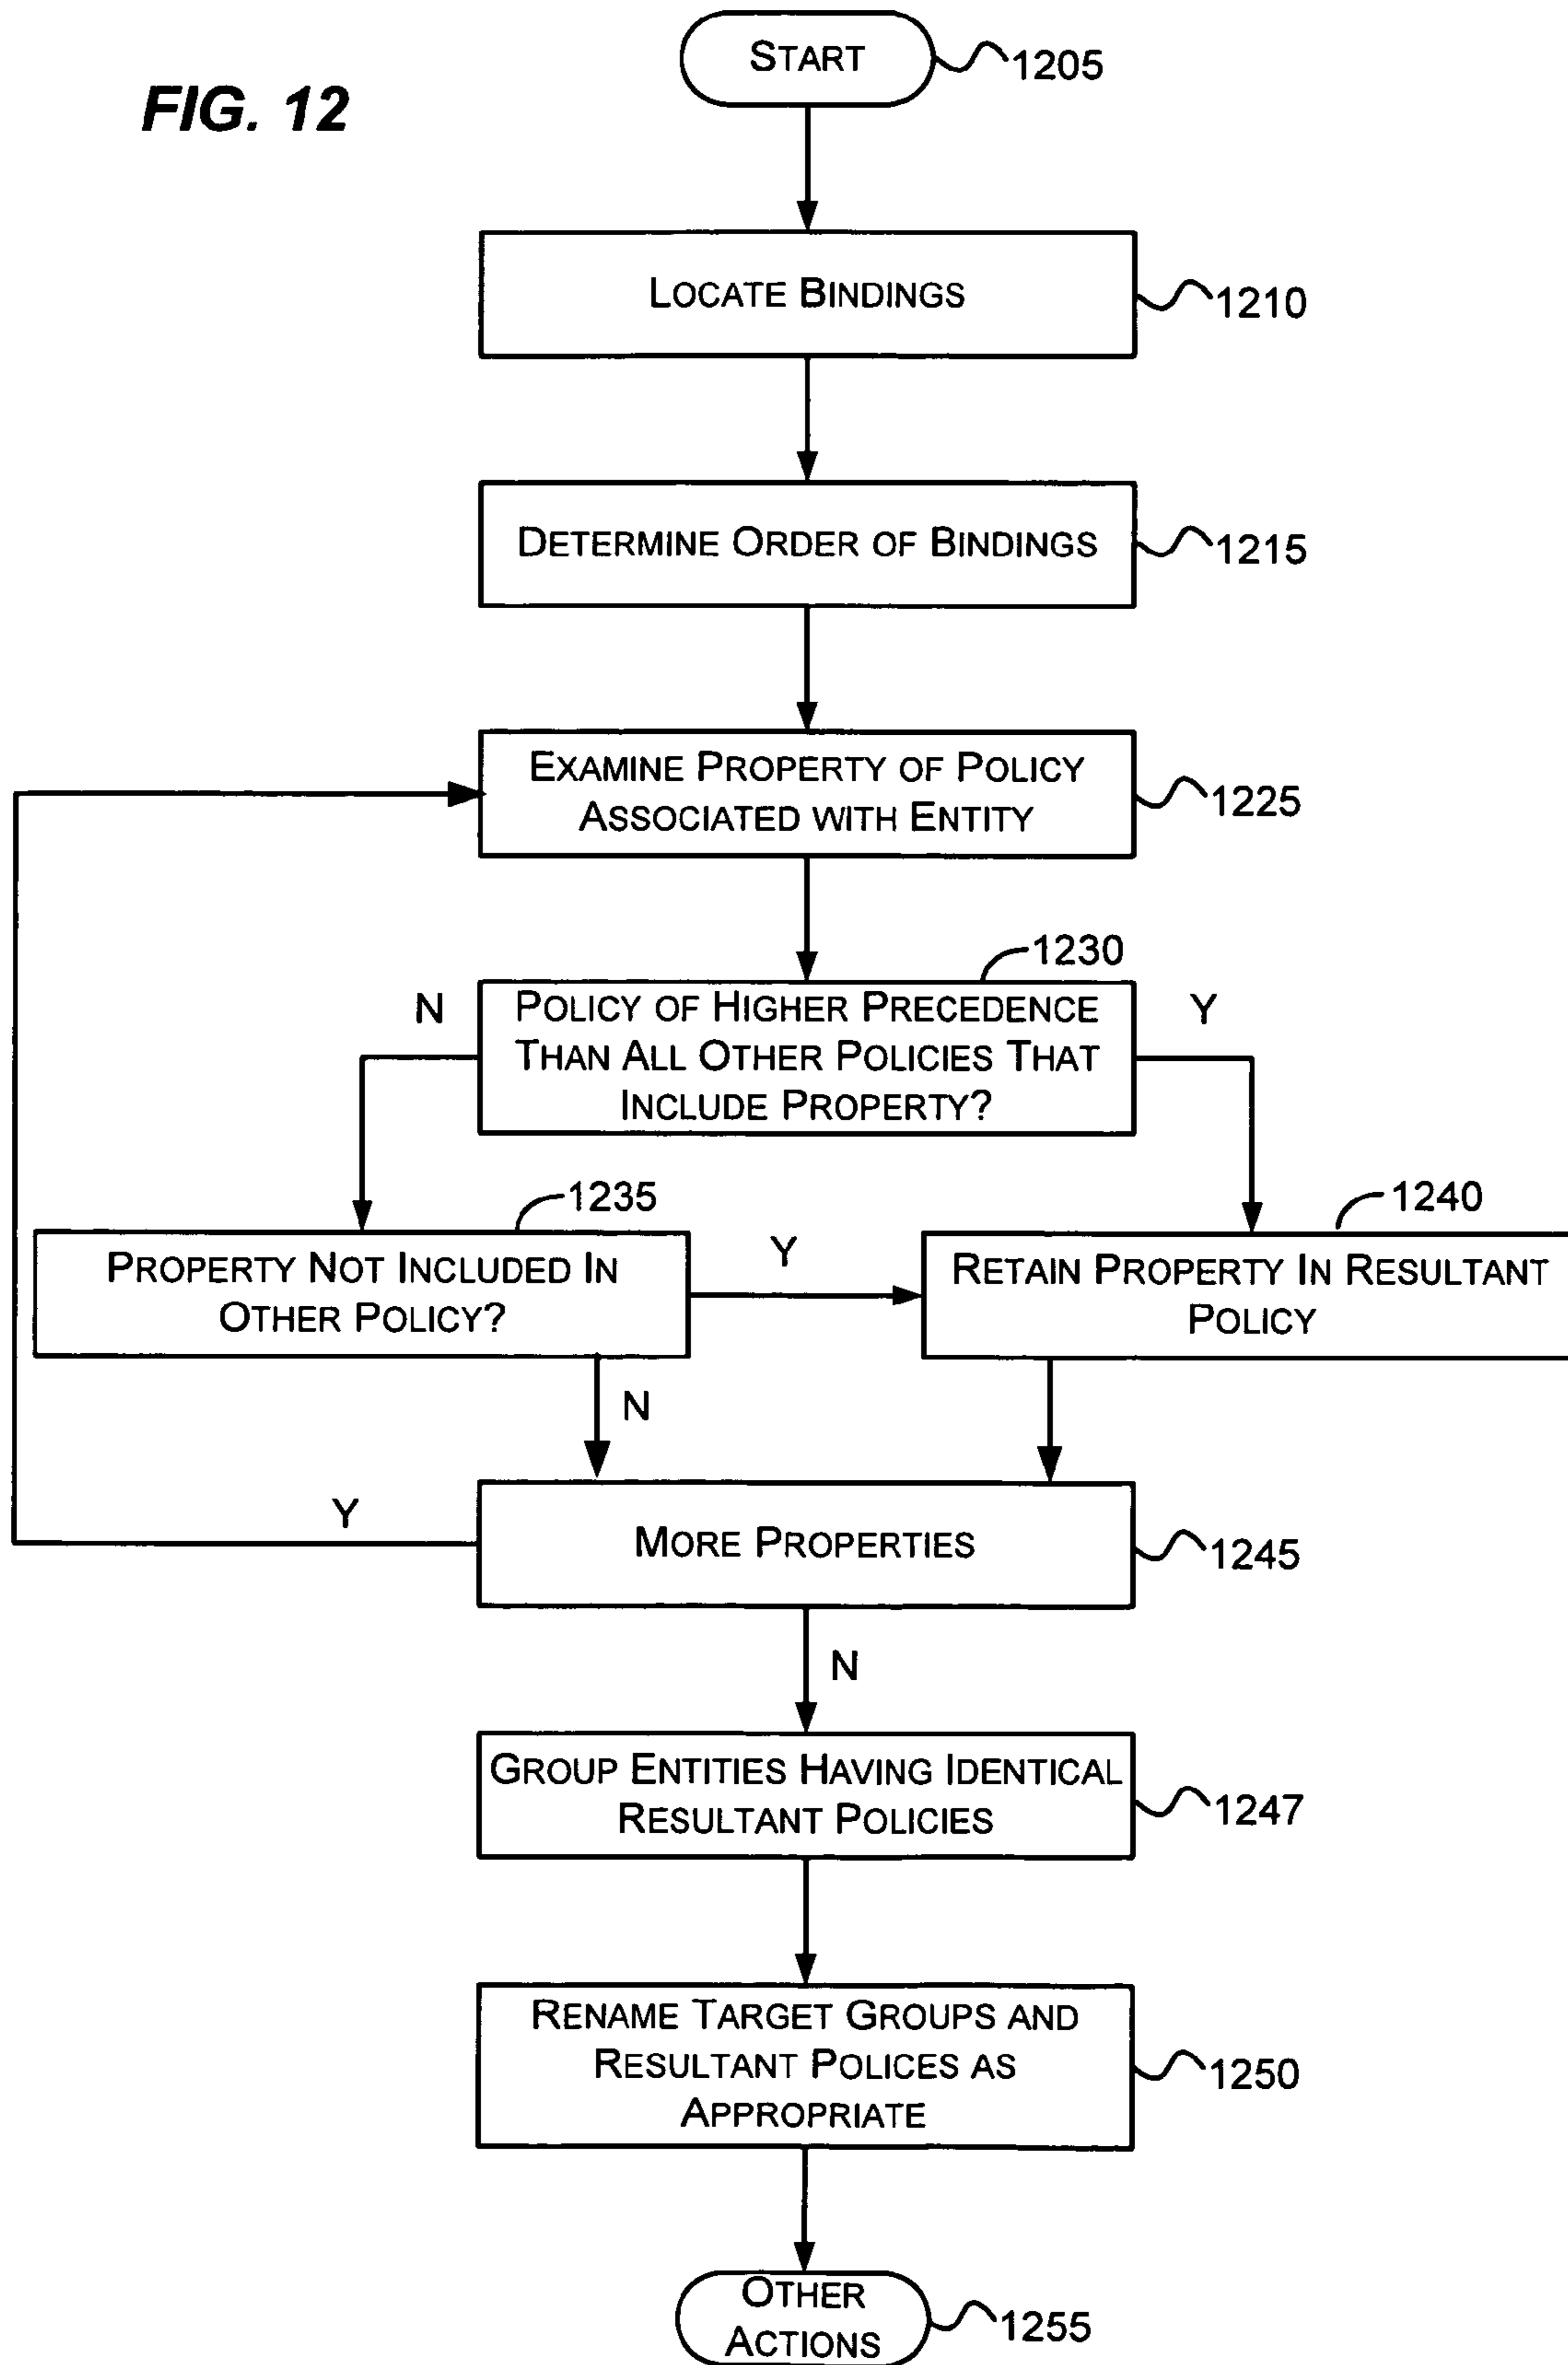 FIG. 12
START
1205
LOCATE BINDINGS
1210
DETERMINE ORDER OF BINDINGS
1215
EXAMINE PROPERTY OF POLICY
ASSOCIATED WITH ENTITY
1225
1230
N
POLICY OF HIGHER PRECEDENCE
THAN ALL OTHER POLICIES THAT
INCLUDE PROPERTY?
Y
1235
PROPERTY NOT INCLUDED IN
OTHER POLICY?
Y
1240
RETAIN PROPERTY IN RESULTANT
POLICY
N
Y
MORE PROPERTIES
1245
N
GROUP ENTITIES HAVING IDENTICAL
RESULTANT POLICIES
1247
RENAME TARGET GROUPS AND
RESULTANT POLICES AS
APPROPRIATE
1250
OTHER
ACTIONS
1255